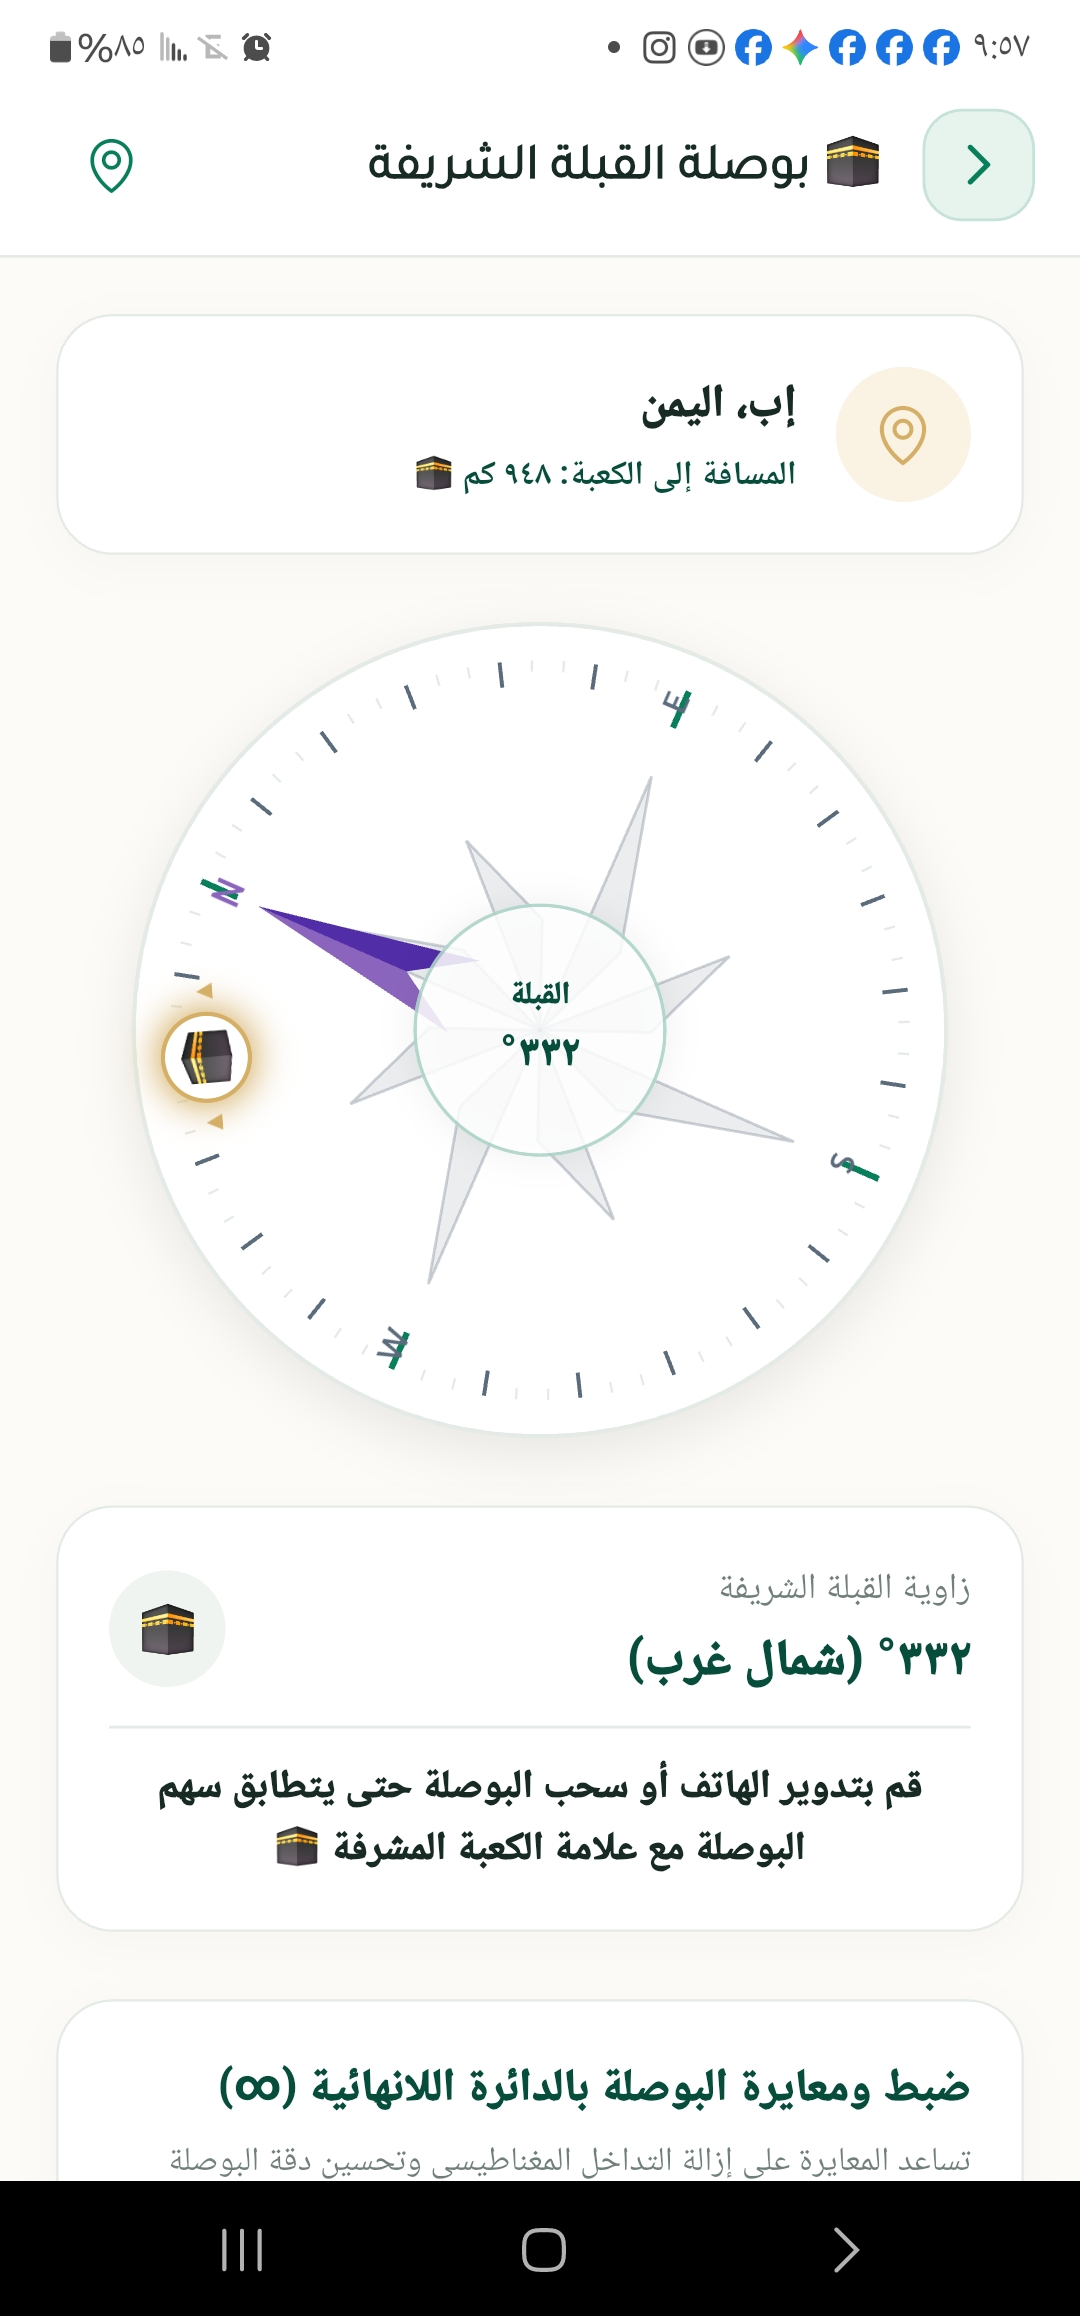 ٩:٥٧
%٨٥
بوصلة القبلة الشريفة
إب، اليمن
المسافة إلى الكعبة: ٩٤٨ كم
E
N
القبلة
٣٣٢°
S
W
زاوية القبلة الشريفة
٣٣٢° (شمال غرب)
قم بتدوير الهاتف أو سحب البوصلة حتى يتطابق سهم
البوصلة مع علامة الكعبة المشرفة
ضبط ومعايرة البوصلة بالدائرة اللانهائية (∞)
تساعد المعايرة على إزالة التداخل المغناطيسي وتحسين دقة البوصلة